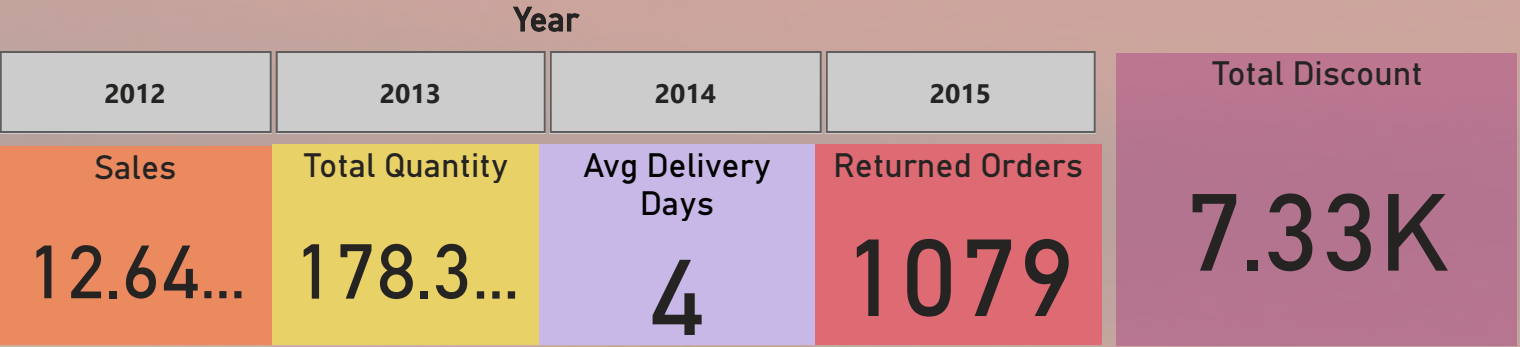 Year
2012
2013
2014
2015
Total Discount
7.33K
Sales
12.64...
Total Quantity
178.3...
Avg Delivery
Days
4
Returned Orders
1079